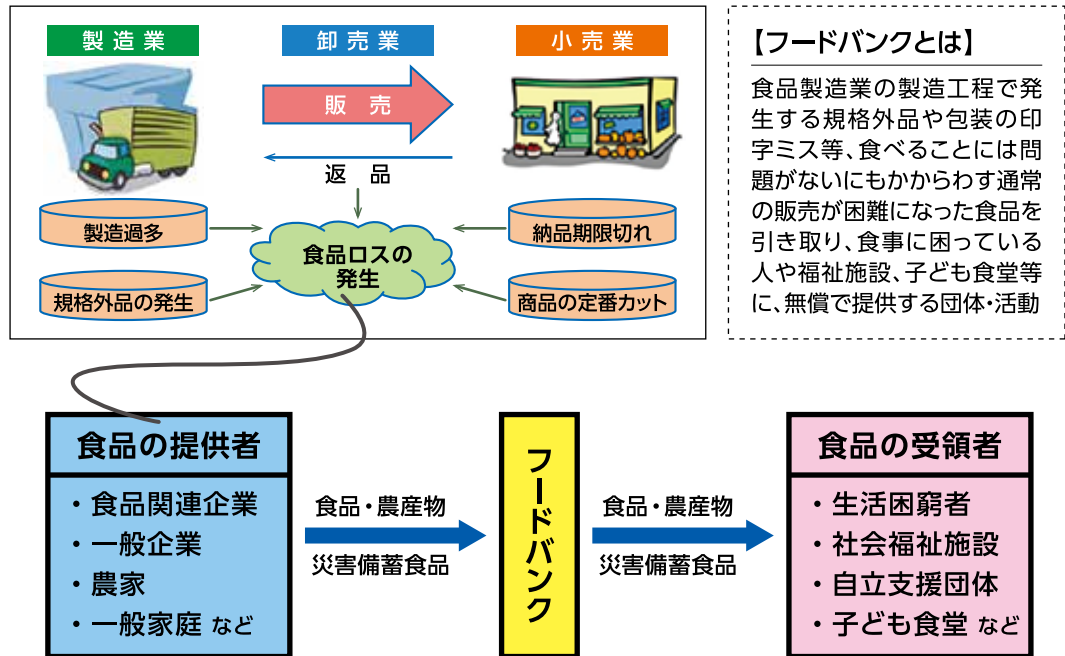 製造業
卸売業
小売業
販売
返品
製造過多
規格外品の発生
食品ロスの
発生
納品期限切れ
商品の定番カット
【フードバンクとは】
食品製造業の製造工程で発
生する規格外品や包装の印
字ミス等、食べることには問
題がないにもかからわす通常
の販売が困難になった食品を
引き取り、食事に困っている
人や福祉施設、子ども食堂等
に、無償で提供する団体・活動
食品の提供者
・食品関連企業
・一般企業
・農家
・一般家庭 など
食品・農産物
災害備蓄食品
フードバンク
食品・農産物
災害備蓄食品
食品の受領者
・生活困窮者
・社会福祉施設
・自立支援団体
・子ども食堂 など